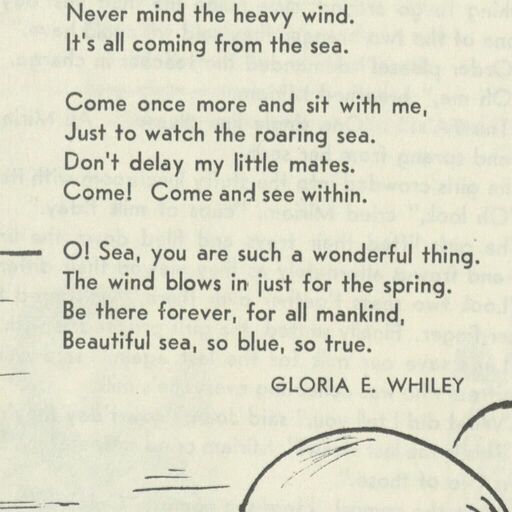 Never mind the heavy wind.
It's all coming from the sea.
Come once more and sit with me,
Just to watch the roaring sea.
Don't delay my little mate:
Come! Come and see within.
O! Sea, you are such a wonderful thing.
The wind blows in just for the spring.
Be there forever, for all mankind,
Beautiful sea, so blue, so true.
GLORIA E. WHILEY